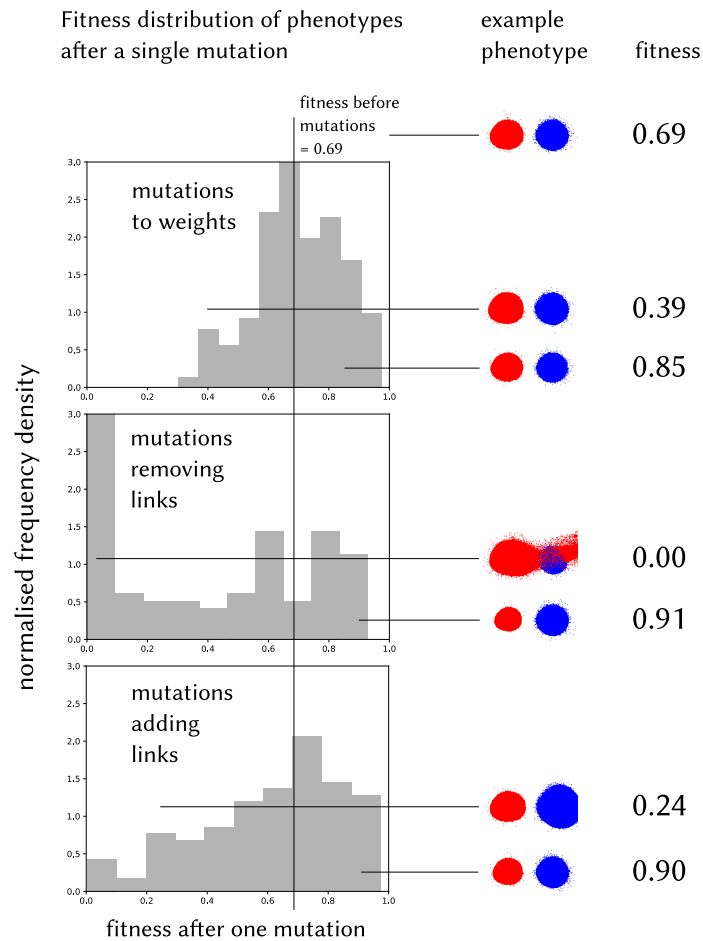 Fitness distribution of phenotypes
after a single mutation
example
phenotype
fitness
fitness before
mutations
= 0.69
0.69
3.0
2.5
2.0
1.5
1.0
0.5
0.0
mutations
to weights
0.0 0.2 0.4 0.6 0.8 1.0
0.39
0.85
normalised frequency density
3.0
2.5
2.0
1.5
1.0
0.5
0.0
mutations
removing
links
0.0 0.2 0.4 0.6 0.8 1.0
0.00
0.91
3.0
2.5
2.0
1.5
1.0
0.5
0.0
mutations
adding
links
0.0 0.2 0.4 0.6 0.8 1.0
0.24
0.90
fitness after one mutation